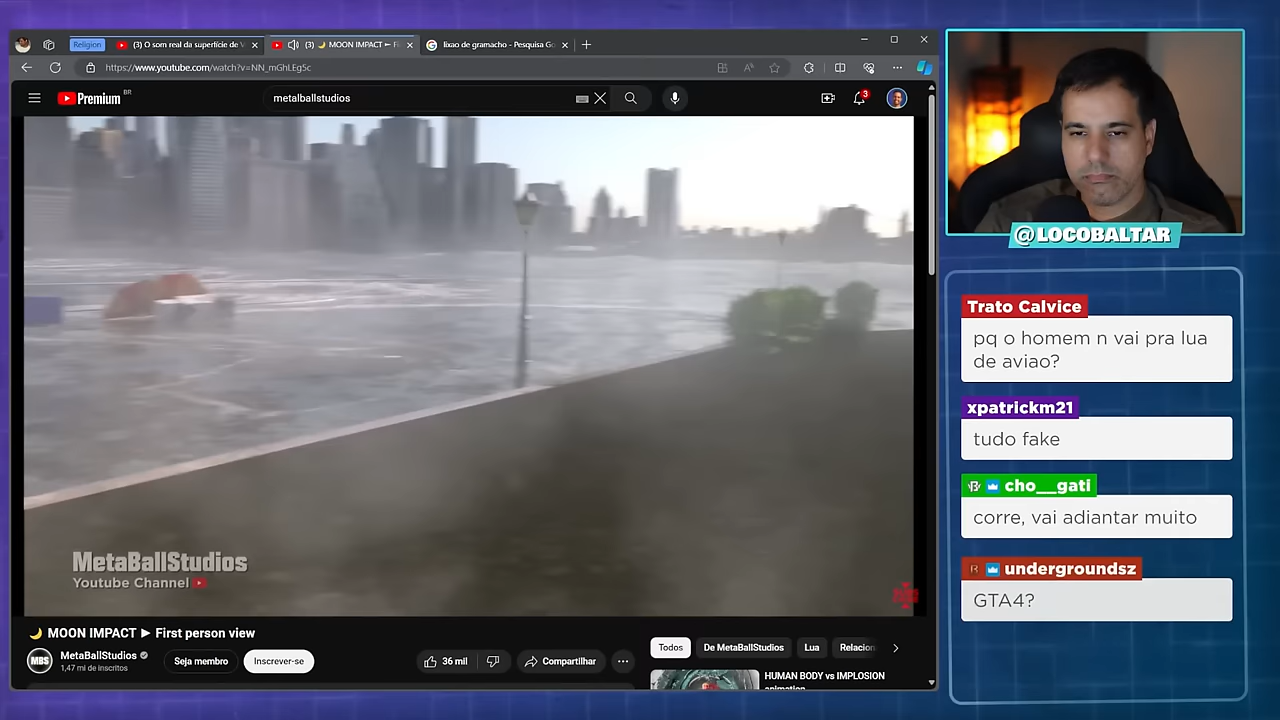 Religion
(3) O som real da superfície de V
(3) 🌙 MOON IMPACT ► F
lixao de gramacho - Pesquisa Go
https://www.youtube.com/watch?v=NN_mGhLEg5c
Premium BR
metalballstudios
3
@LOCOBALTAR
Trato Calvice
pq o homem n vai pra lua
de aviao?
xpatrickm21
tudo fake
cho__gati
corre, vai adiantar muito
undergroundsz
GTA4?
MetaBallStudios
Youtube Channel
🌙 MOON IMPACT ► First person view
MBS
MetaBallStudios
1,47 mi de inscritos
Seja membro
Inscrever-se
36 mil
Compartilhar
Todos
De MetaBallStudios
Lua
Relacion
HUMAN BODY vs IMPLOSION
animation